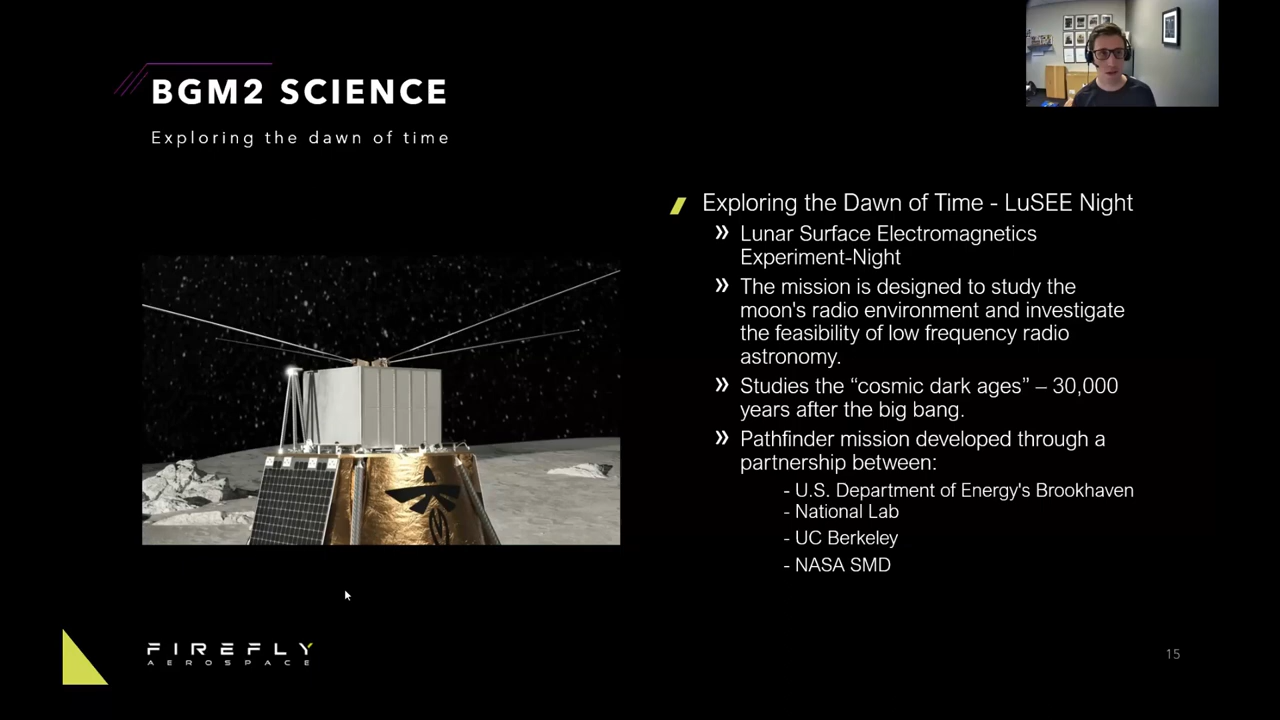 BGM2 SCIENCE
Exploring the dawn of time
Exploring the Dawn of Time - LuSEE Night
» Lunar Surface Electromagnetics
Experiment-Night
» The mission is designed to study the
moon's radio environment and investigate
the feasibility of low frequency radio
astronomy.
» Studies the “cosmic dark ages” – 30,000
years after the big bang.
» Pathfinder mission developed through a
partnership between:
- U.S. Department of Energy's Brookhaven
- National Lab
- UC Berkeley
- NASA SMD
FIREFLY
AEROSPACE
15